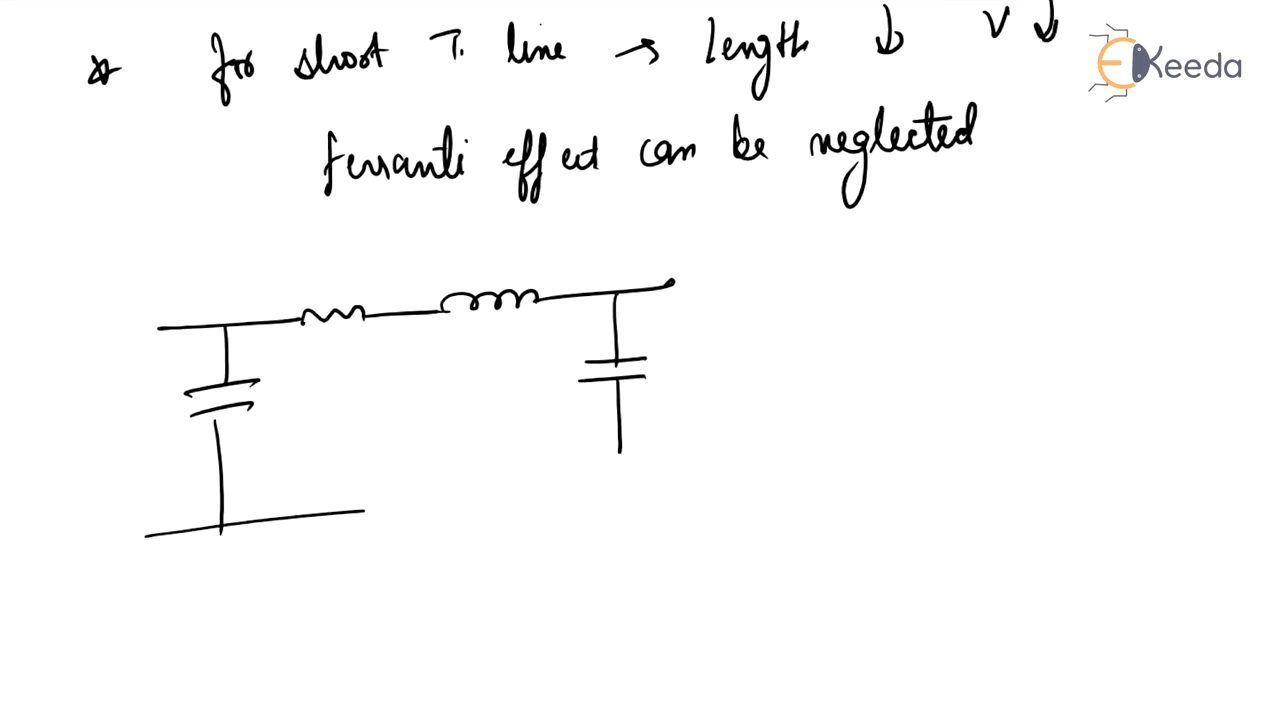 * for short T. line → length ↓ V ↓
EKeeda
ferranti effect can be neglected